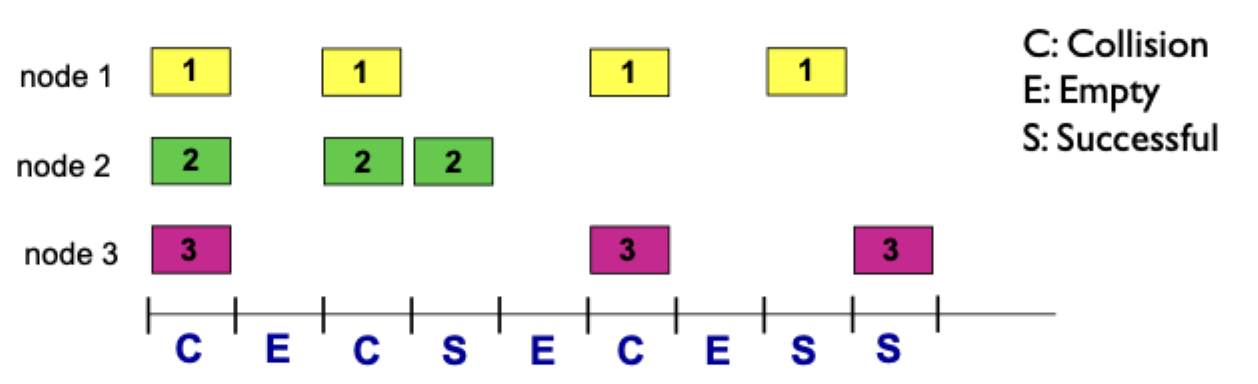 node 1 1 1 1 1
node 2 2 2 2
node 3 3 3 3
C E C S E C E S S
C: Collision
E: Empty
S: Successful